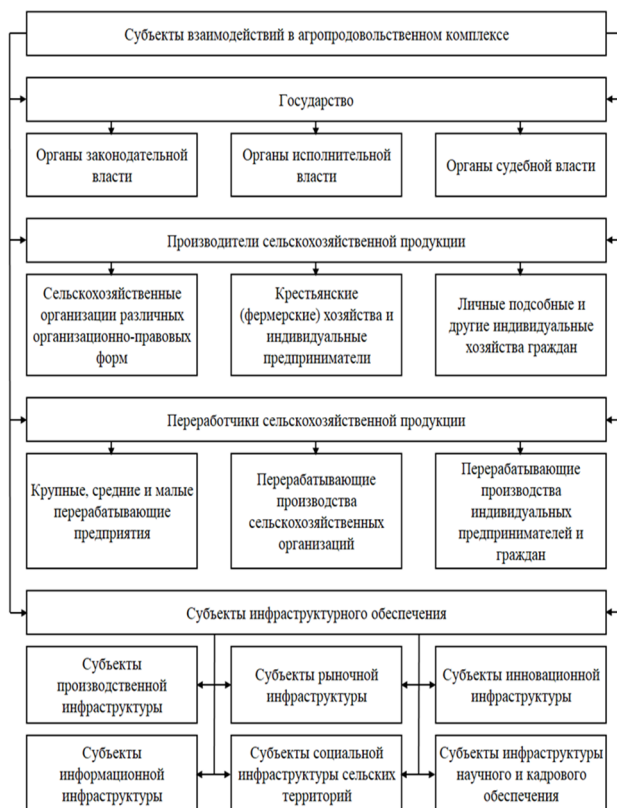 Субъекты взаимодействий в агропродовольственном комплексе
Государство
Органы законодательной
власти
Органы исполнительной
власти
Органы судебной власти
Производители сельскохозяйственной продукции
Сельскохозяйственные
организации различных
организационно-правовых
форм
Крестьянские
(фермерские) хозяйства и
индивидуальные
предприниматели
Личные подсобные и
другие индивидуальные
хозяйства граждан
Переработчики сельскохозяйственной продукции
Крупные, средние и малые
перерабатывающие
предприятия
Перерабатывающие
производства
сельскохозяйственных
организаций
Перерабатывающие
производства
индивидуальных
предпринимателей и
граждан
Субъекты инфраструктурного обеспечения
Субъекты
производственной
инфраструктуры
Субъекты рыночной
инфраструктуры
Субъекты инновационной
инфраструктуры
Субъекты
информационной
инфраструктуры
Субъекты социальной
инфраструктуры сельских
территорий
Субъекты инфраструктуры
научного и кадрового
обеспечения